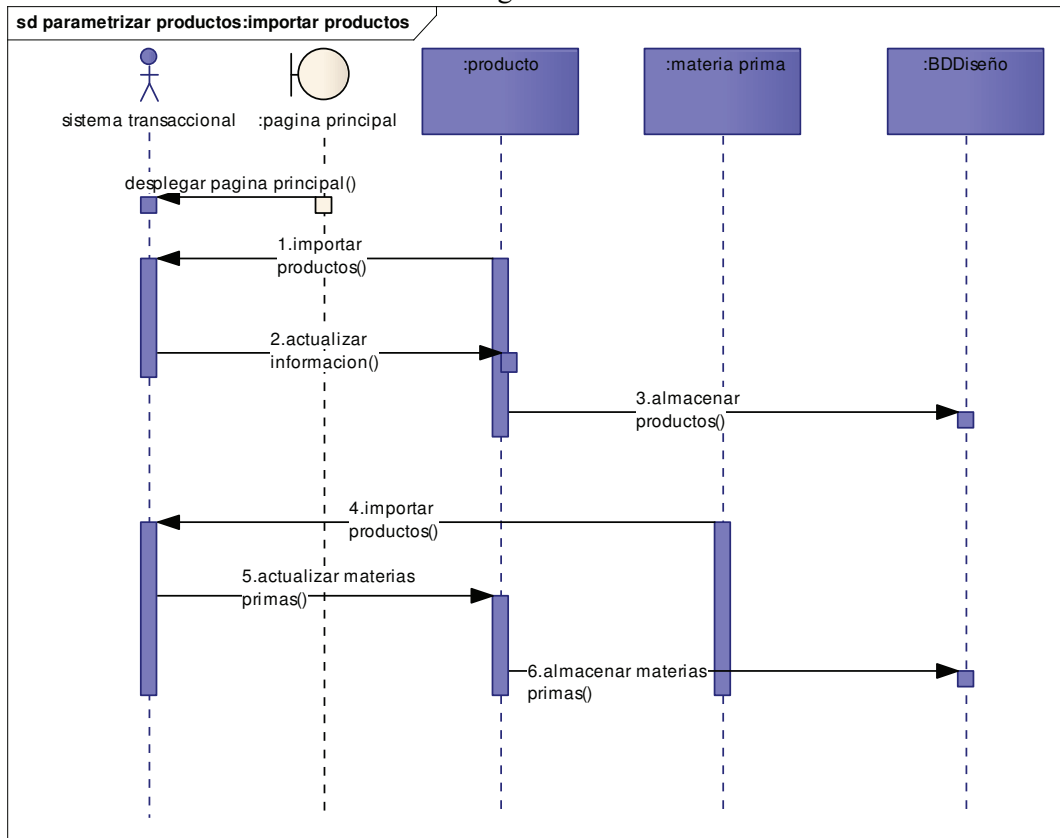 sd parametrizar productos:importar productos
sistema transaccional
:pagina principal
:producto
:materia prima
:BDDiseño
desplegar pagina principal()
1.importar
productos()
2.actualizar
informacion()
3.almacenar
productos()
4.importar
productos()
5.actualizar materias
primas()
6.almacenar materias
primas()